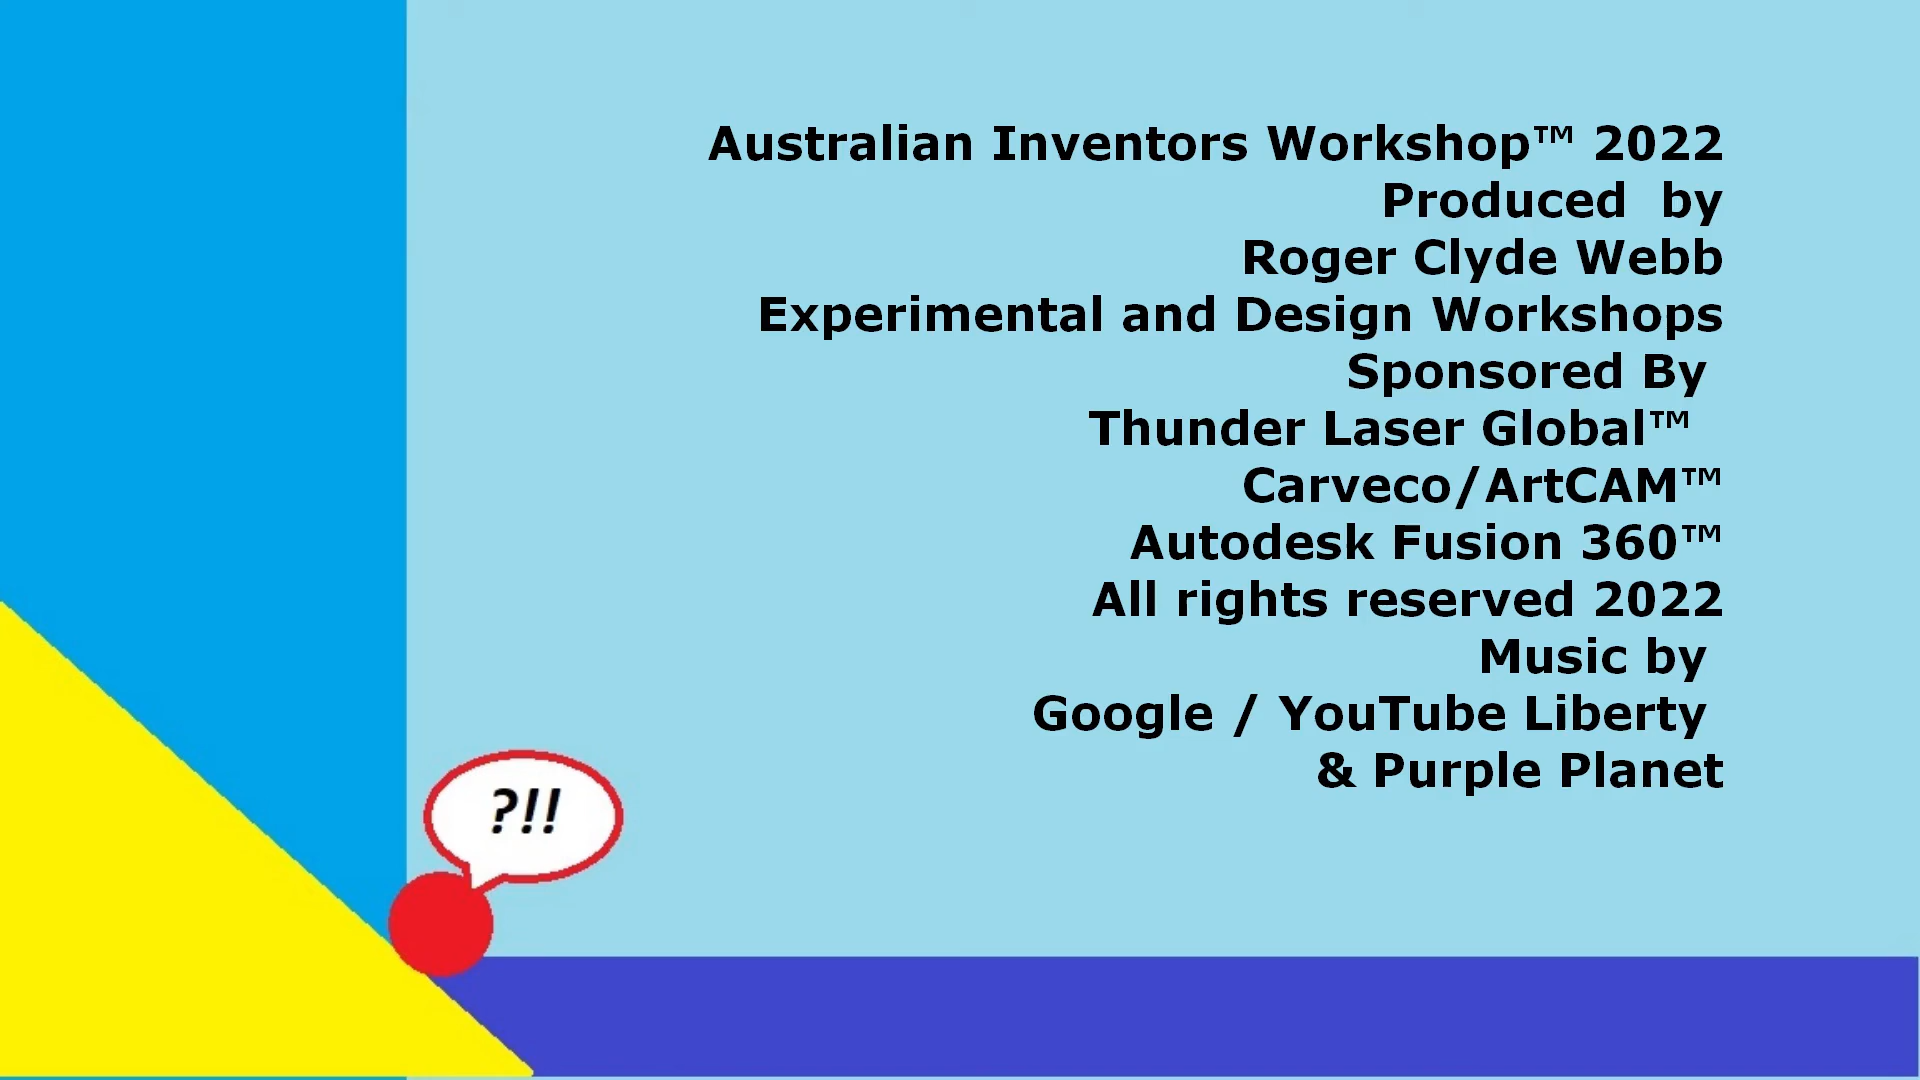 Australian Inventors Workshop™ 2022
Produced  by
Roger Clyde Webb
Experimental and Design Workshops
Sponsored By
Thunder Laser Global™
Carveco/ArtCAM™
Autodesk Fusion 360™
All rights reserved 2022
Music by
Google / YouTube Liberty
& Purple Planet
?!!